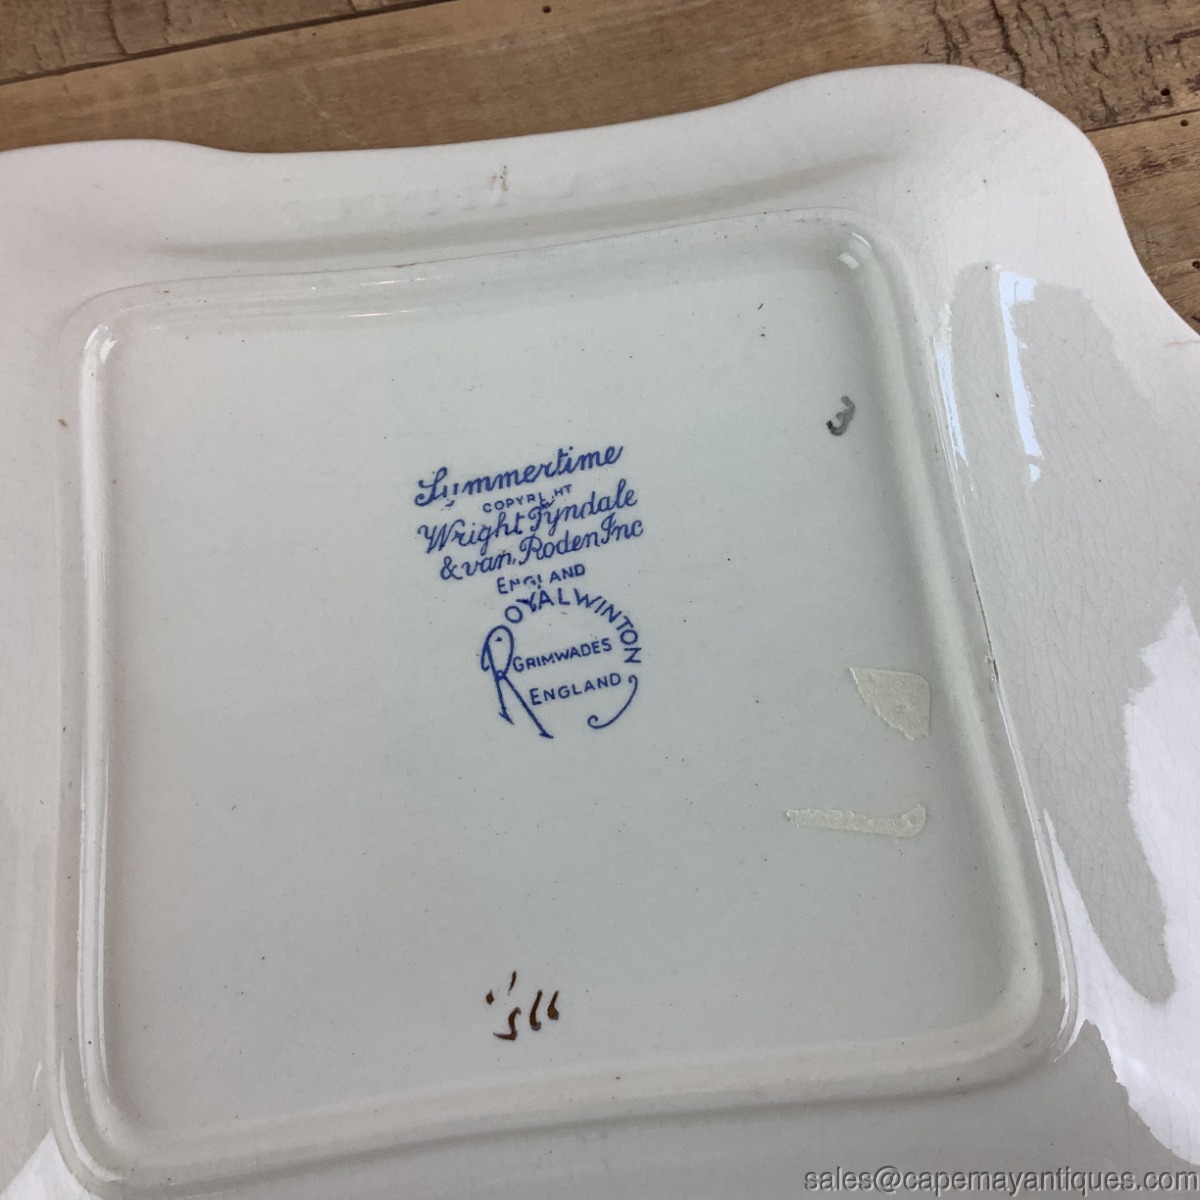 3
Summertime
COPYRIGHT
Wright Tyndale
& van Roden Inc
ENGLAND
ROYAL WINTON
GRIMWADES
ENGLAND
sales@capemayantiques.com